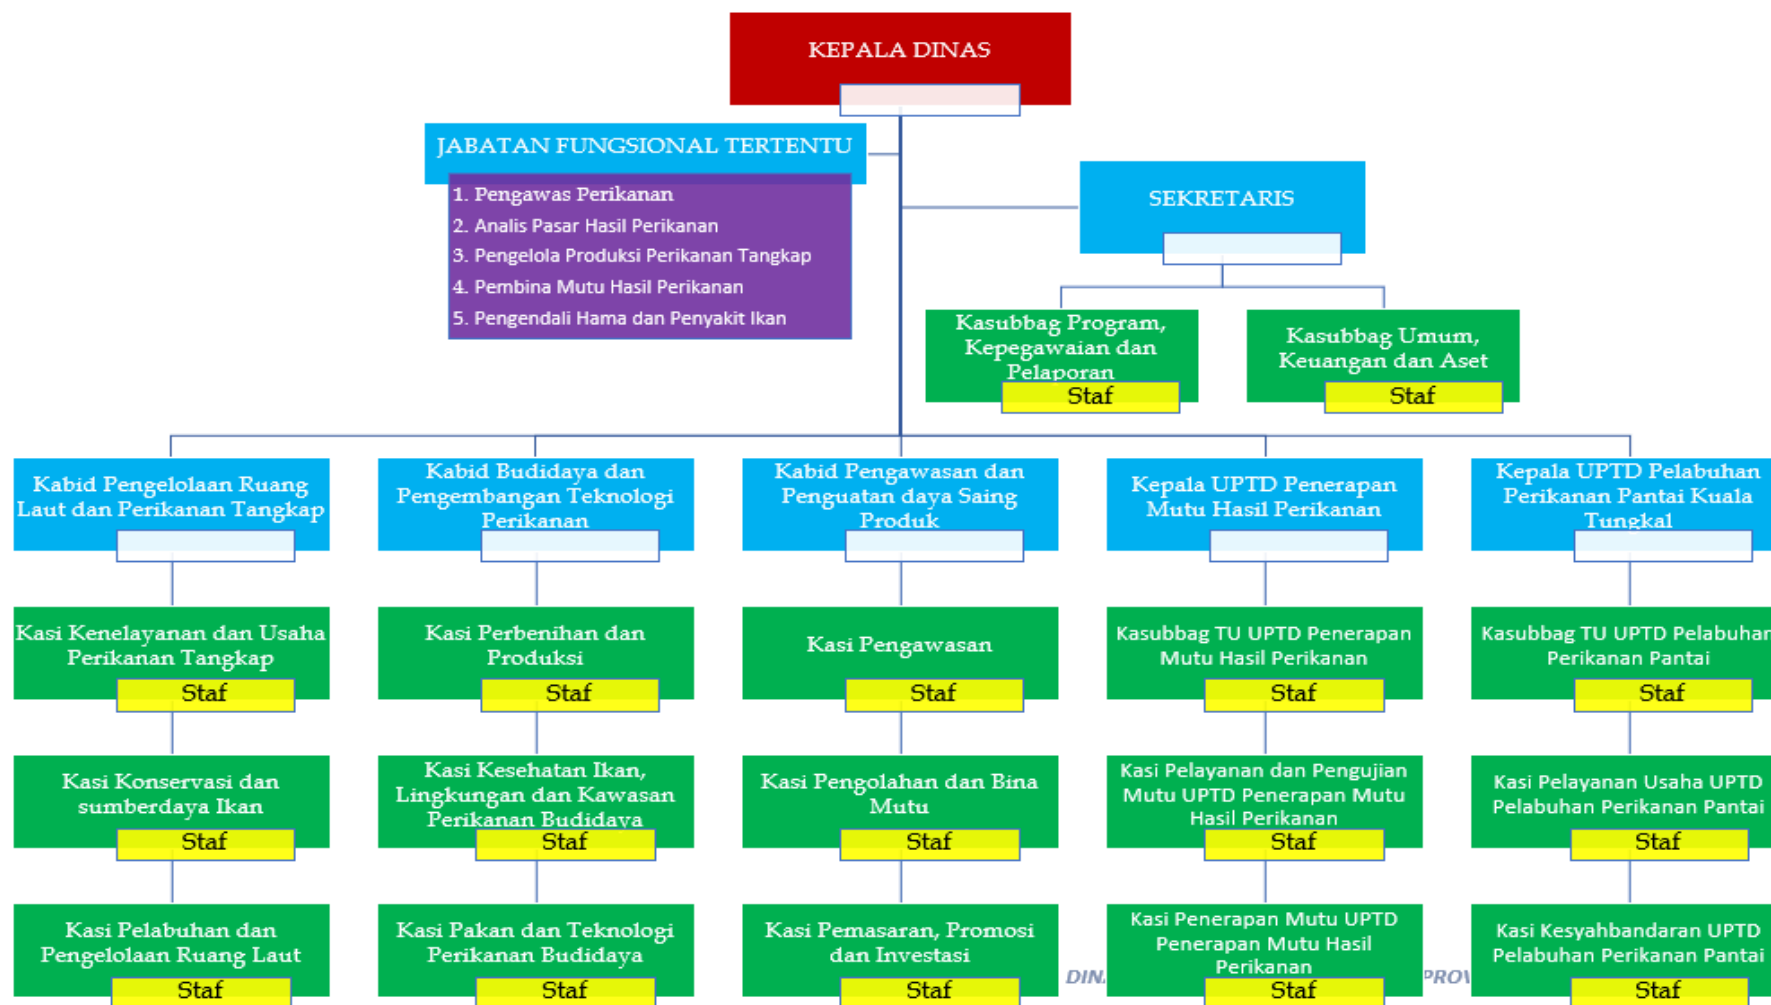 KEPALA DINAS
JABATAN FUNGSIONAL TERTENTU
1. Pengawas Perikanan
2. Analis Pasar Hasil Perikanan
3. Pengelola Produksi Perikanan Tangkap
4. Pembina Mutu Hasil Perikanan
5. Pengendali Hama dan Penyakit Ikan
SEKRETARIS
Kasubbag Program,
Kepegawaian dan
Pelaporan
Staf
Kasubbag Umum,
Keuangan dan Aset
Staf
Kabid Pengelolaan Ruang
Laut dan Perikanan Tangkap
Kabid Budidaya dan
Pengembangan Teknologi
Perikanan
Kabid Pengawasan dan
Penguatan daya Saing
Produk
Kepala UPTD Penerapan
Mutu Hasil Perikanan
Kepala UPTD Pelabuhan
Perikanan Pantai Kuala
Tungkal
Kasi Kenelayanan dan Usaha
Perikanan Tangkap
Staf
Kasi Perbenihan dan
Produksi
Staf
Kasi Pengawasan
Staf
Kasubbag TU UPTD Penerapan
Mutu Hasil Perikanan
Staf
Kasubbag TU UPTD Pelabuhan
Perikanan Pantai
Staf
Kasi Konservasi dan
sumberdaya Ikan
Staf
Kasi Kesehatan Ikan,
Lingkungan dan Kawasan
Perikanan Budidaya
Staf
Kasi Pengolahan dan Bina
Mutu
Staf
Kasi Pelayanan dan Pengujian
Mutu UPTD Penerapan Mutu
Hasil Perikanan
Staf
Kasi Pelayanan Usaha UPTD
Pelabuhan Perikanan Pantai
Staf
Kasi Pelabuhan dan
Pengelolaan Ruang Laut
Staf
Kasi Pakan dan Teknologi
Perikanan Budidaya
Staf
Kasi Pemasaran, Promosi
dan Investasi
Staf
Kasi Penerapan Mutu UPTD
Penerapan Mutu Hasil
Perikanan
Staf
Kasi Kesyahbandaran UPTD
Pelabuhan Perikanan Pantai
Staf